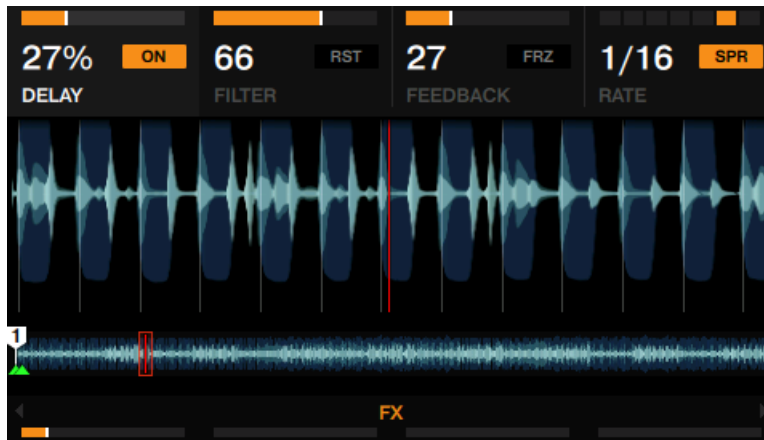 27% ON 66 RST 27 FRZ 1/16 SPR
DELAY FILTER FEEDBACK RATE
1
FX